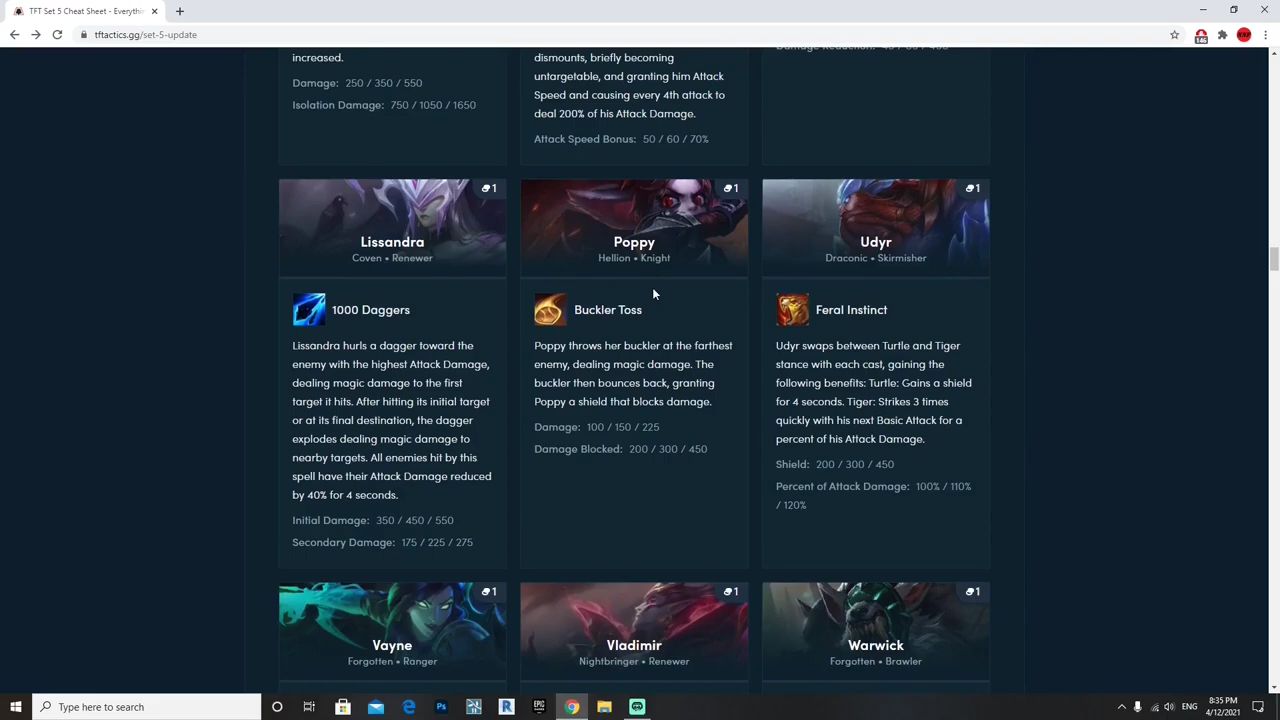 TFT Set 5 Cheat Sheet - Everythi
tftactics.gg/set-5-update
146
increased.
Damage: 250 / 350 / 550
Isolation Damage: 750 / 1050 / 1650
dismounts, briefly becoming
untargetable, and granting him Attack
Speed and causing every 4th attack to
deal 200% of his Attack Damage.
Attack Speed Bonus: 50 / 60 / 70%
1
Lissandra
Coven • Renewer
1000 Daggers
Lissandra hurls a dagger toward the
enemy with the highest Attack Damage,
dealing magic damage to the first
target it hits. After hitting its initial target
or at its final destination, the dagger
explodes dealing magic damage to
nearby targets. All enemies hit by this
spell have their Attack Damage reduced
by 40% for 4 seconds.
Initial Damage: 350 / 450 / 550
Secondary Damage: 175 / 225 / 275
1
Poppy
Hellion • Knight
Buckler Toss
Poppy throws her buckler at the farthest
enemy, dealing magic damage. The
buckler then bounces back, granting
Poppy a shield that blocks damage.
Damage: 100 / 150 / 225
Damage Blocked: 200 / 300 / 450
1
Udyr
Draconic • Skirmisher
Feral Instinct
Udyr swaps between Turtle and Tiger
stance with each cast, gaining the
following benefits: Turtle: Gains a shield
for 4 seconds. Tiger: Strikes 3 times
quickly with his next Basic Attack for a
percent of his Attack Damage.
Shield: 200 / 300 / 450
Percent of Attack Damage: 100% / 110%
/ 120%
1
Vayne
Forgotten • Ranger
1
Vladimir
Nightbringer • Renewer
1
Warwick
Forgotten • Brawler
Type here to search
ENG
8:35 PM
4/12/2021